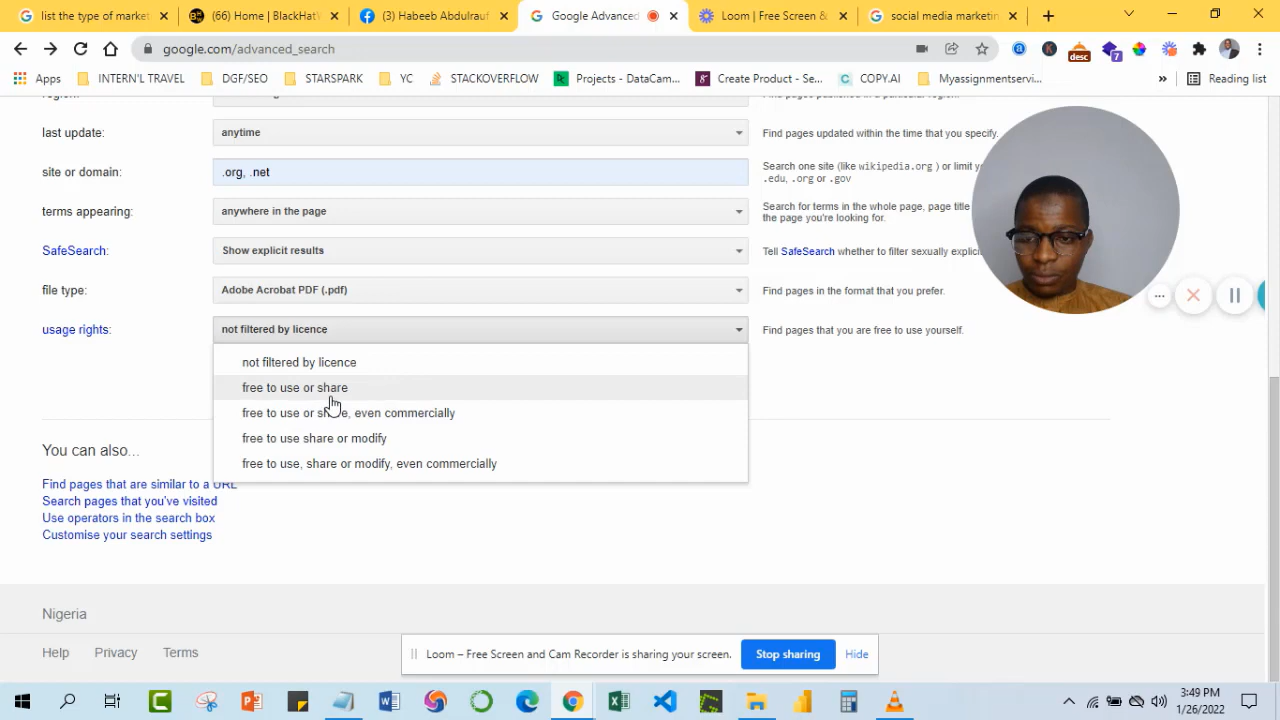 list the type of market
(66) Home | BlackHatW
(3) Habeeb Abdulrauf
Google Advanced
Loom | Free Screen &
social media marketin
google.com/advanced_search
desc
7
Apps
INTERN'L TRAVEL
DGF/SEO
STARSPARK
YC
STACKOVERFLOW
Projects - DataCam...
Create Product - Se...
COPY.AI
Myassignmentservi...
»
Reading list
last update:
anytime
Find pages updated within the time that you specify.
site or domain:
.org, .net
Search one site (like wikipedia.org ) or limit
.edu, .org or .gov
terms appearing:
anywhere in the page
Search for terms in the whole page, page title
the page you're looking for.
SafeSearch:
Show explicit results
Tell SafeSearch whether to filter sexually
file type:
Adobe Acrobat PDF (.pdf)
Find pages in the format that you prefer.
usage rights:
not filtered by licence
Find pages that you are free to use yourself.
not filtered by licence
free to use or share
free to use or share, even commercially
free to use share or modify
free to use, share or modify, even commercially
You can also...
Find pages that are similar to a URL
Search pages that you've visited
Use operators in the search box
Customise your search settings
Nigeria
Help
Privacy
Terms
Loom – Free Screen and Cam Recorder is sharing your screen.
Stop sharing
Hide
3:49 PM
1/26/2022